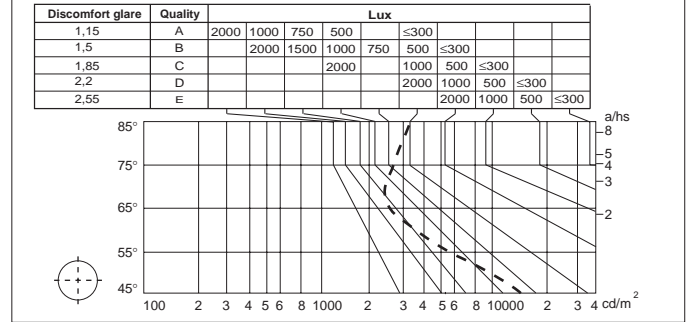 Discomfort glare Quality Lux
1,15 A 2000 1000 750 500 ≤300
1,5 B 2000 1500 1000 750 500 ≤300
1,85 C 2000 1000 500 ≤300
2,2 D 2000 1000 500 ≤300
2,55 E 2000 1000 500 ≤300
85° a/hs
8
75° 5
4
3
65° 2
55°
45°
100 2 3 4 5 6 8 1000 2 3 4 5 6 8 10000 2 3 4 cd/m²